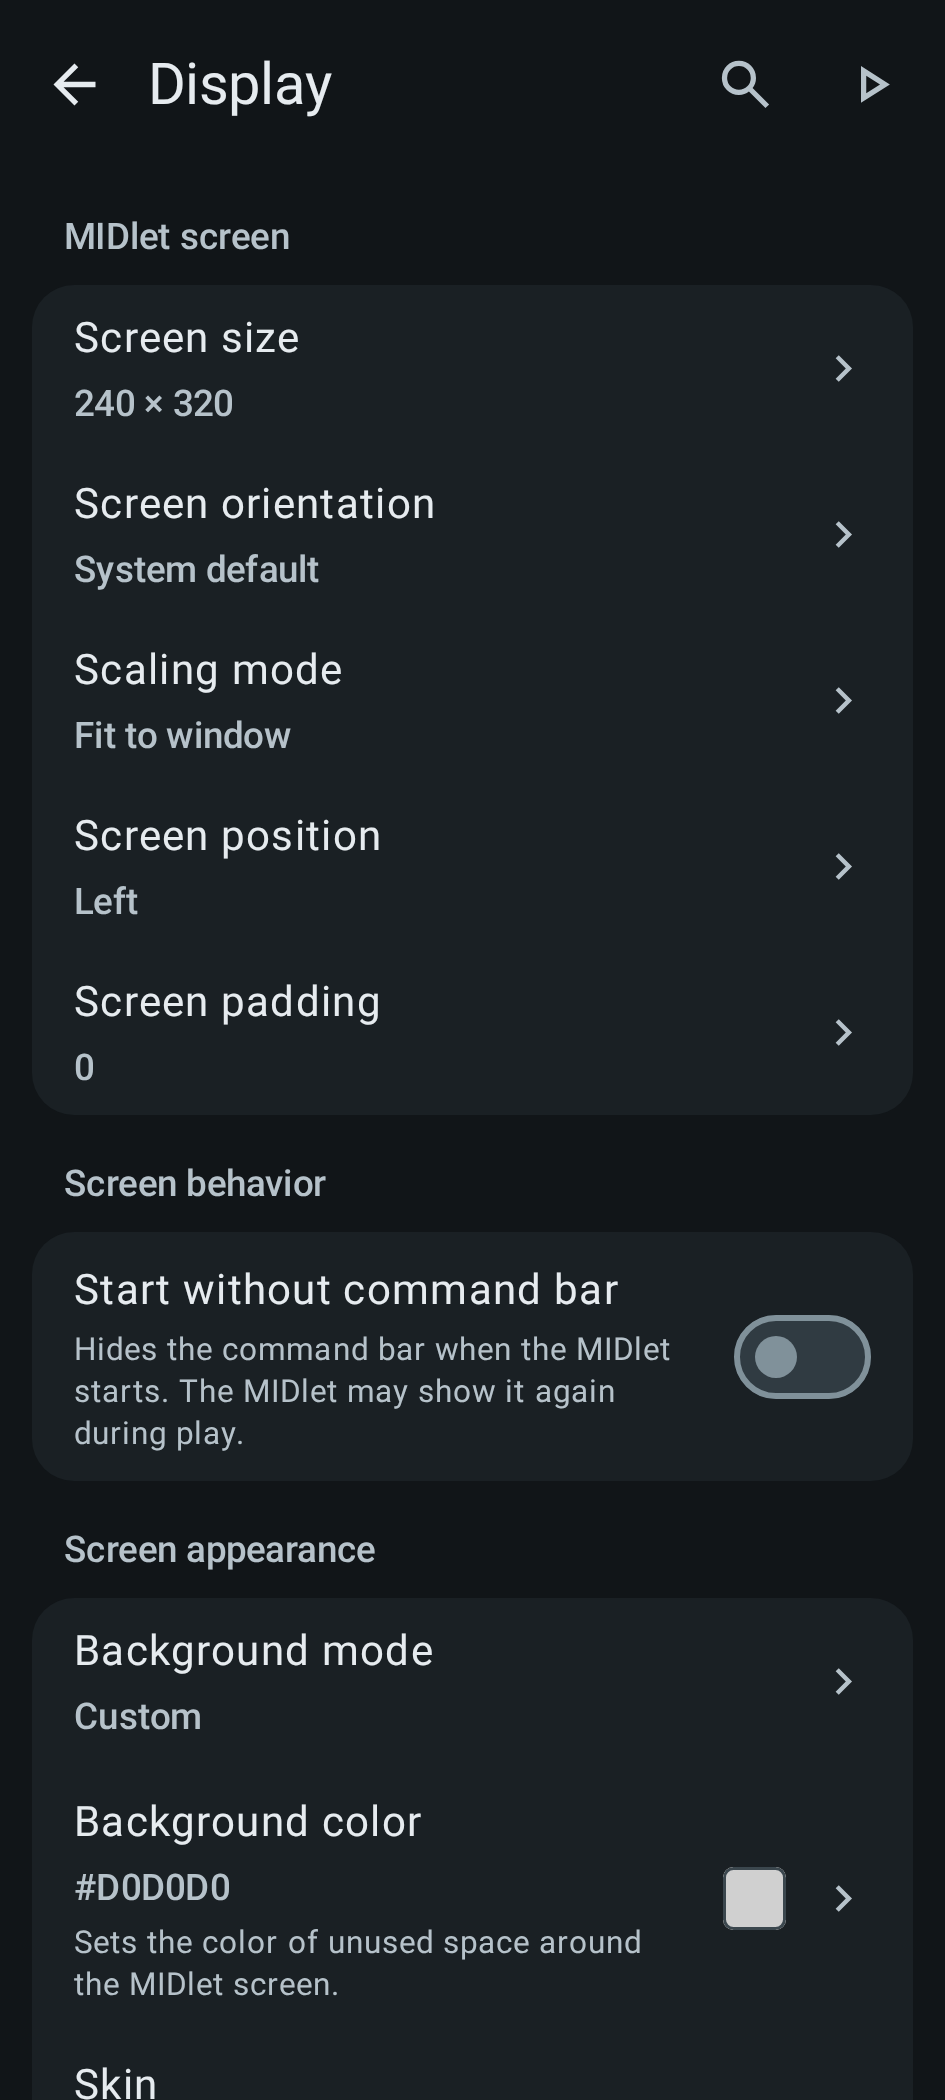 Display
MIDlet screen
Screen size
240 × 320
Screen orientation
System default
Scaling mode
Fit to window
Screen position
Left
Screen padding
0
Screen behavior
Start without command bar
Hides the command bar when the MIDlet
starts. The MIDlet may show it again
during play.
Screen appearance
Background mode
Custom
Background color
#D0D0D0
Sets the color of unused space around
the MIDlet screen.
Skin